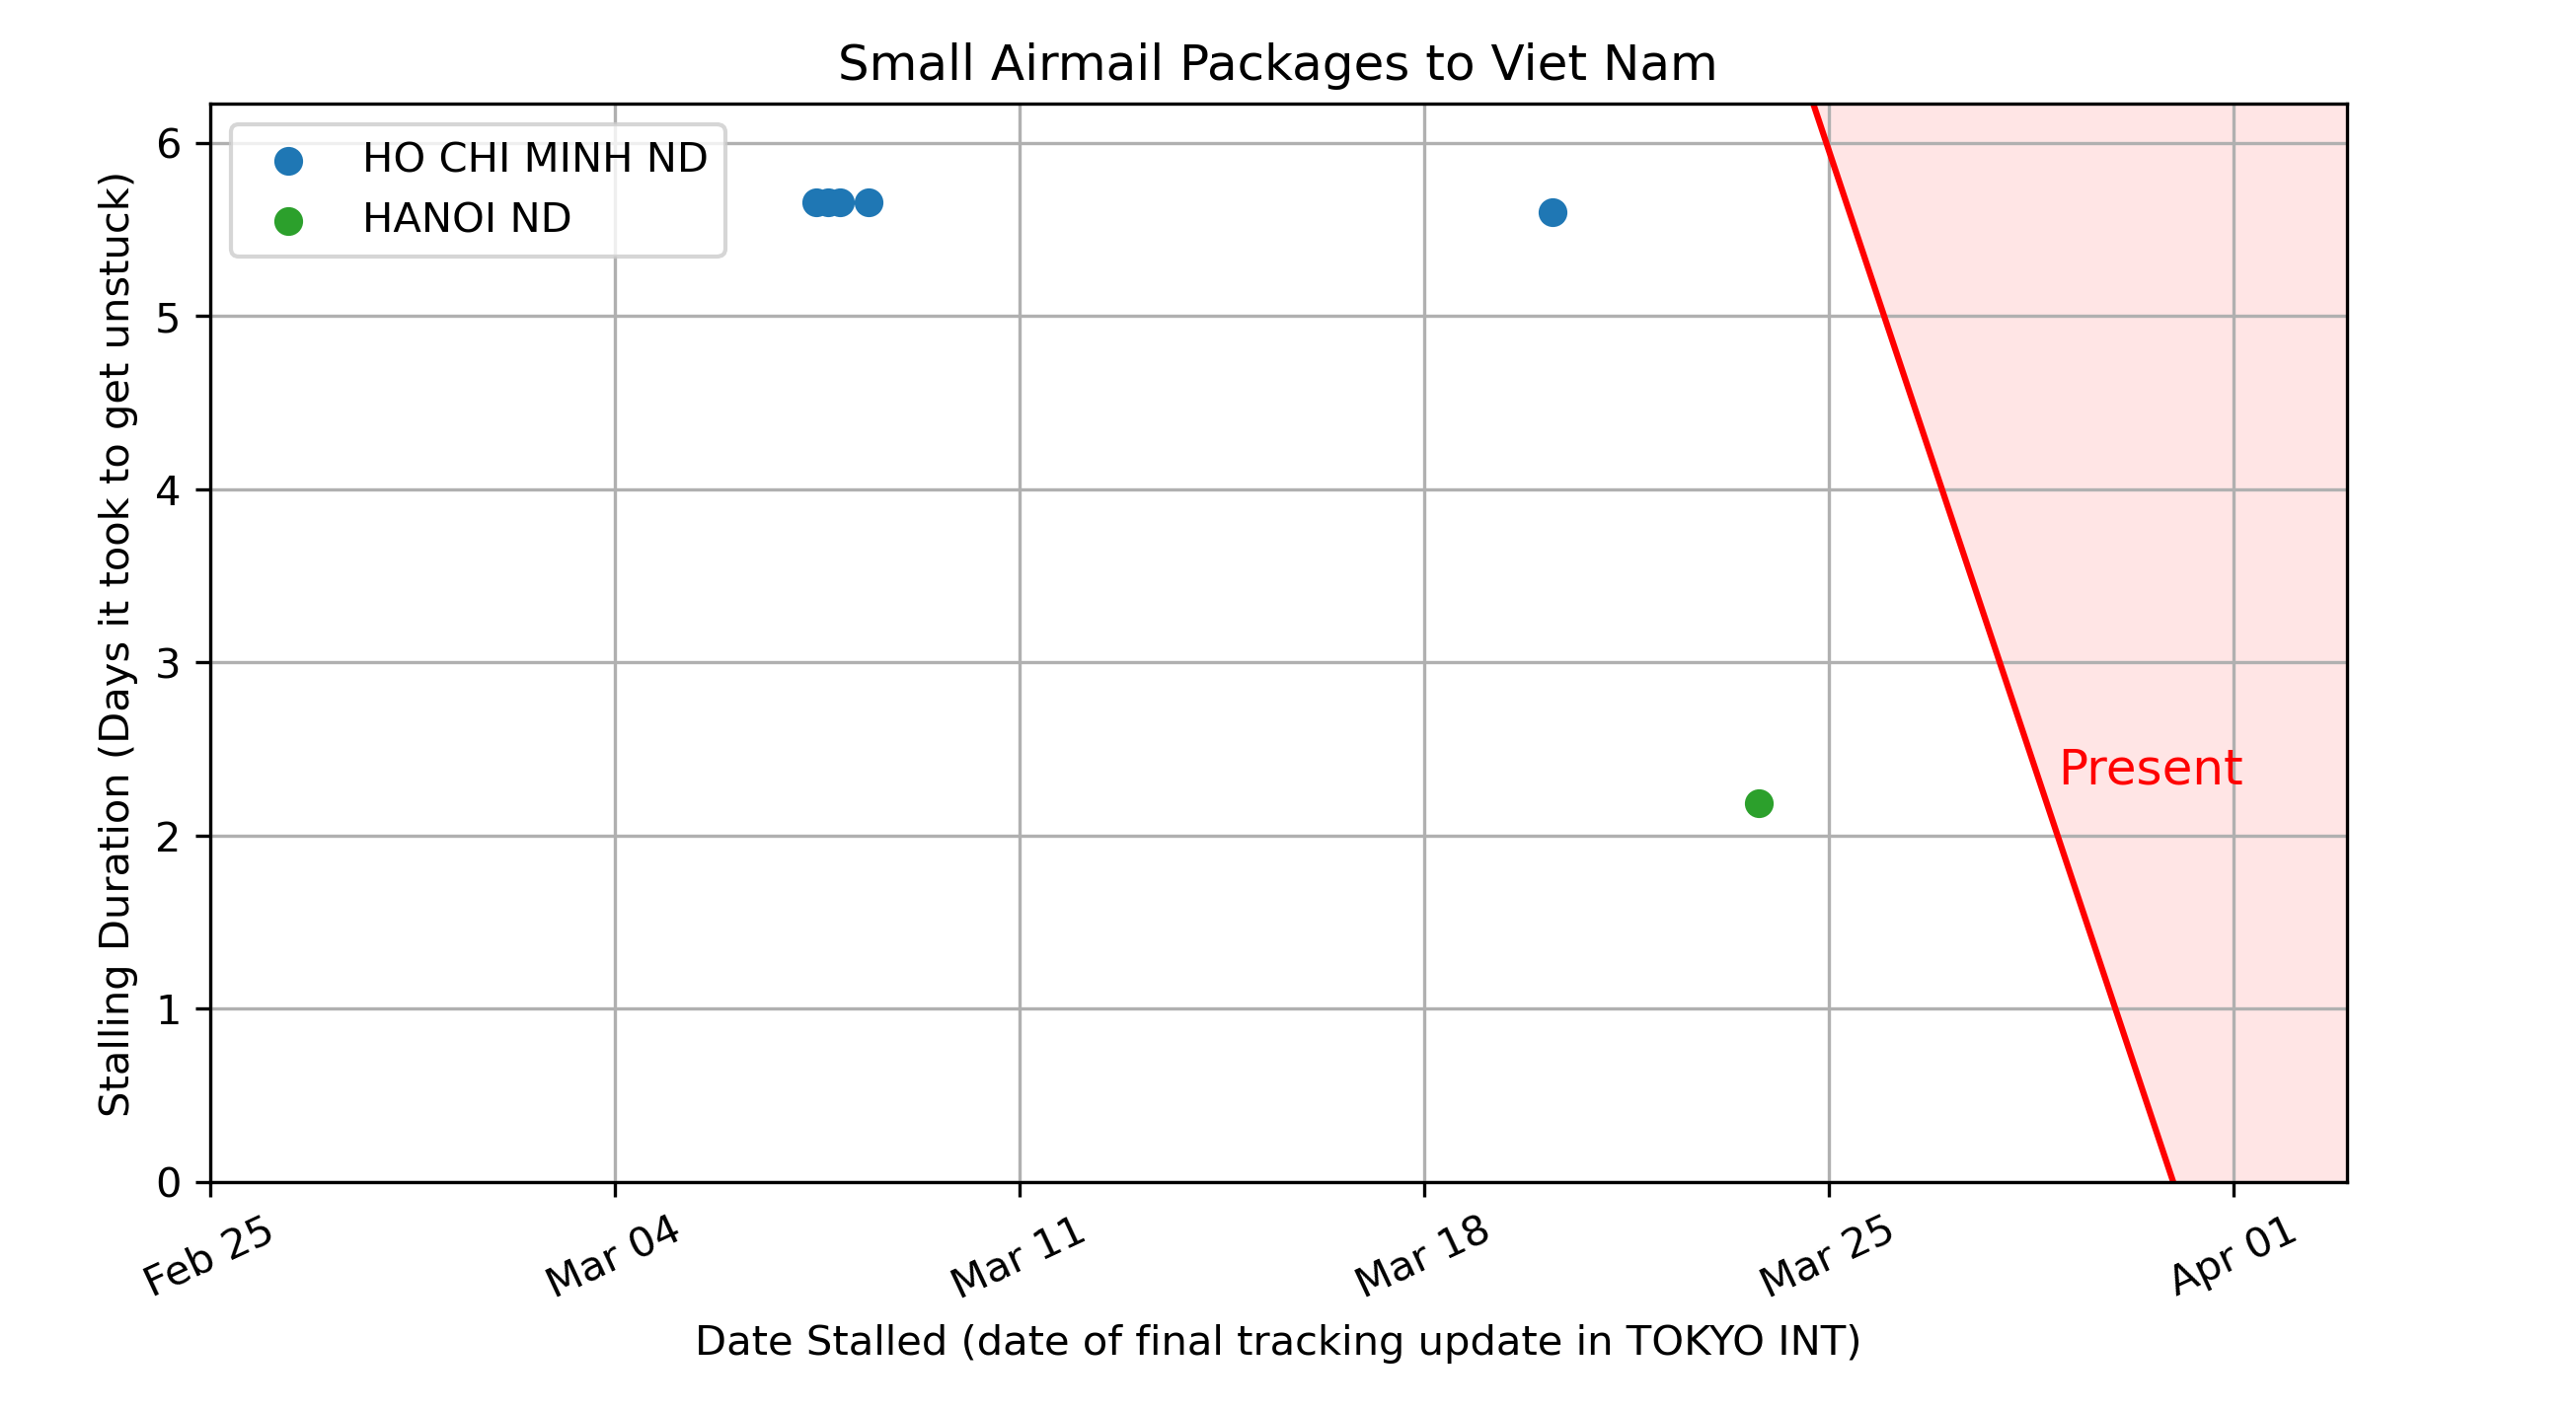 Small Airmail Packages to Viet Nam
HO CHI MINH ND
HANOI ND
Stalling Duration (Days it took to get unstuck)
6
5
4
3
2
1
0
Present
Feb 25
Mar 04
Mar 11
Mar 18
Mar 25
Apr 01
Date Stalled (date of final tracking update in TOKYO INT)